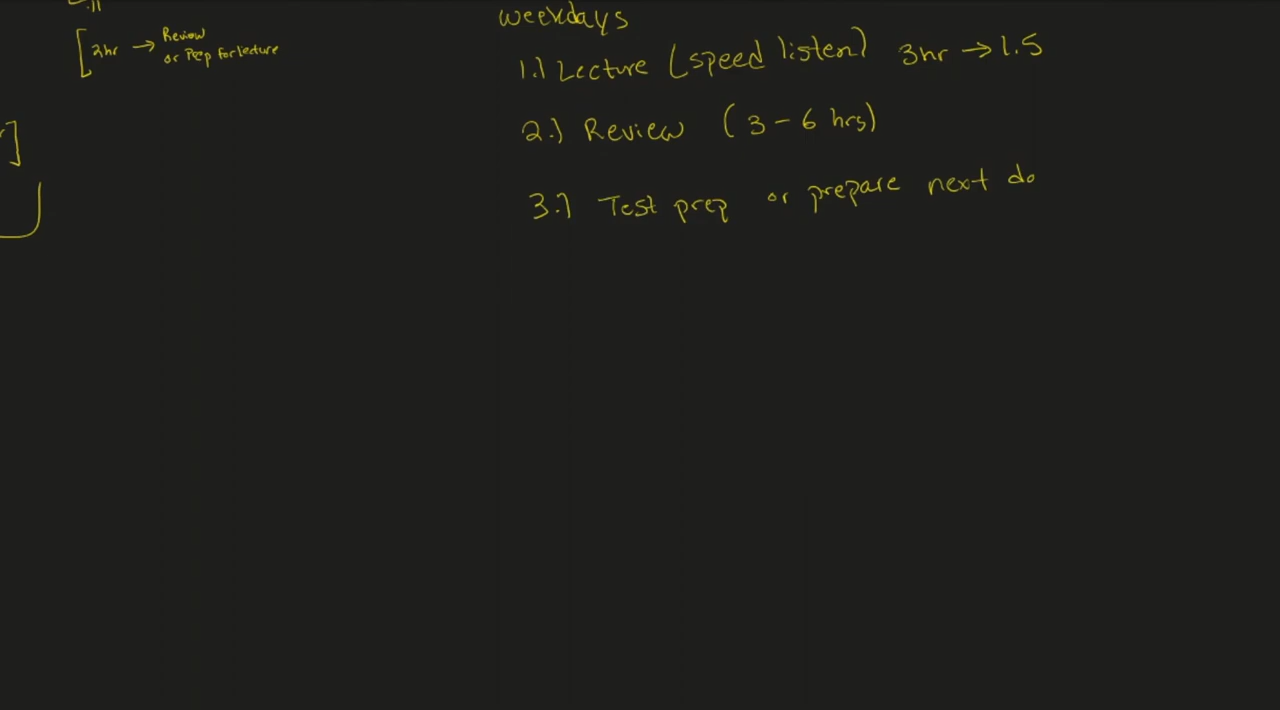 2hr → Review
or Prep for lecture
weekdays
1.) Lecture (speed listen) 3hr → 1.5
2.) Review (3 - 6 hrs)
3.) Test prep or prepare next do